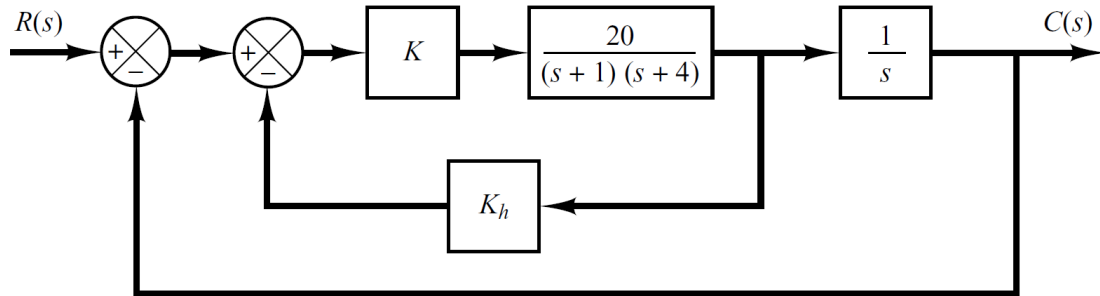 R(s)
+
−
+
−
K
20
(s + 1) (s + 4)
1
s
C(s)
K_h